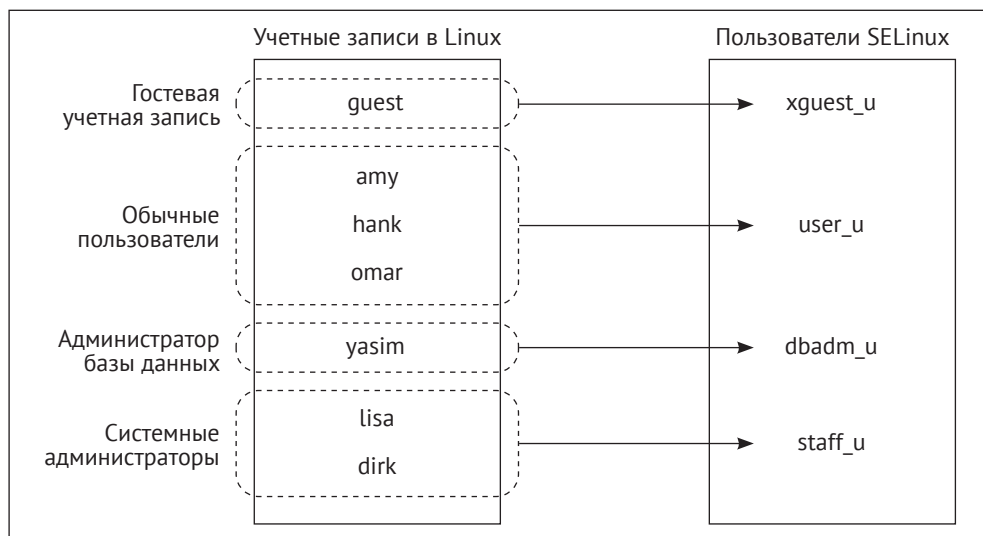 Учетные записи в Linux
Пользователи SELinux
Гостевая
учетная запись
guest
xguest_u
Обычные
пользователи
amy
hank
omar
user_u
Администратор
базы данных
yasim
dbadm_u
Системные
администраторы
lisa
dirk
staff_u